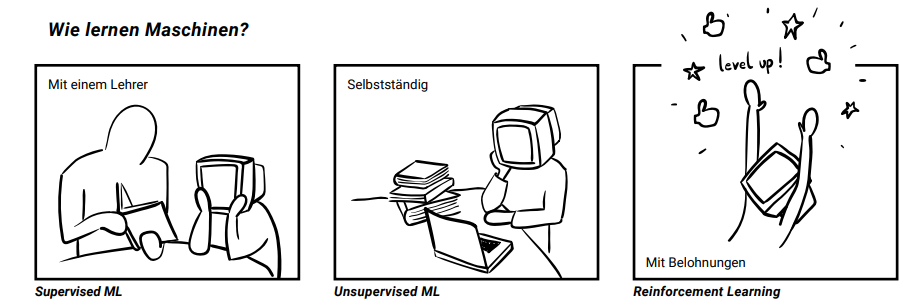 Wie lernen Maschinen?
Mit einem Lehrer
Selbstständig
level up!
Mit Belohnungen
Supervised ML
Unsupervised ML
Reinforcement Learning